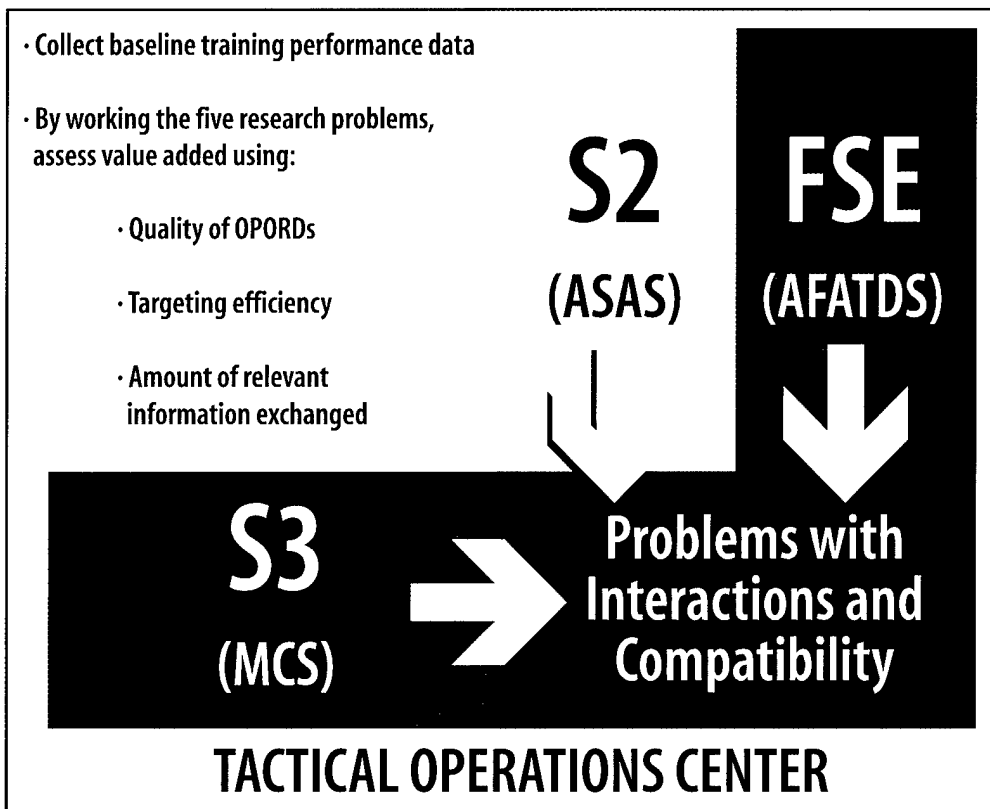 · Collect baseline training performance data
· By working the five research problems,
assess value added using:
· Quality of OPORDs
· Targeting efficiency
· Amount of relevant
information exchanged
S2
(ASAS)
FSE
(AFATDS)
S3
(MCS)
Problems with
Interactions and
Compatibility
TACTICAL OPERATIONS CENTER